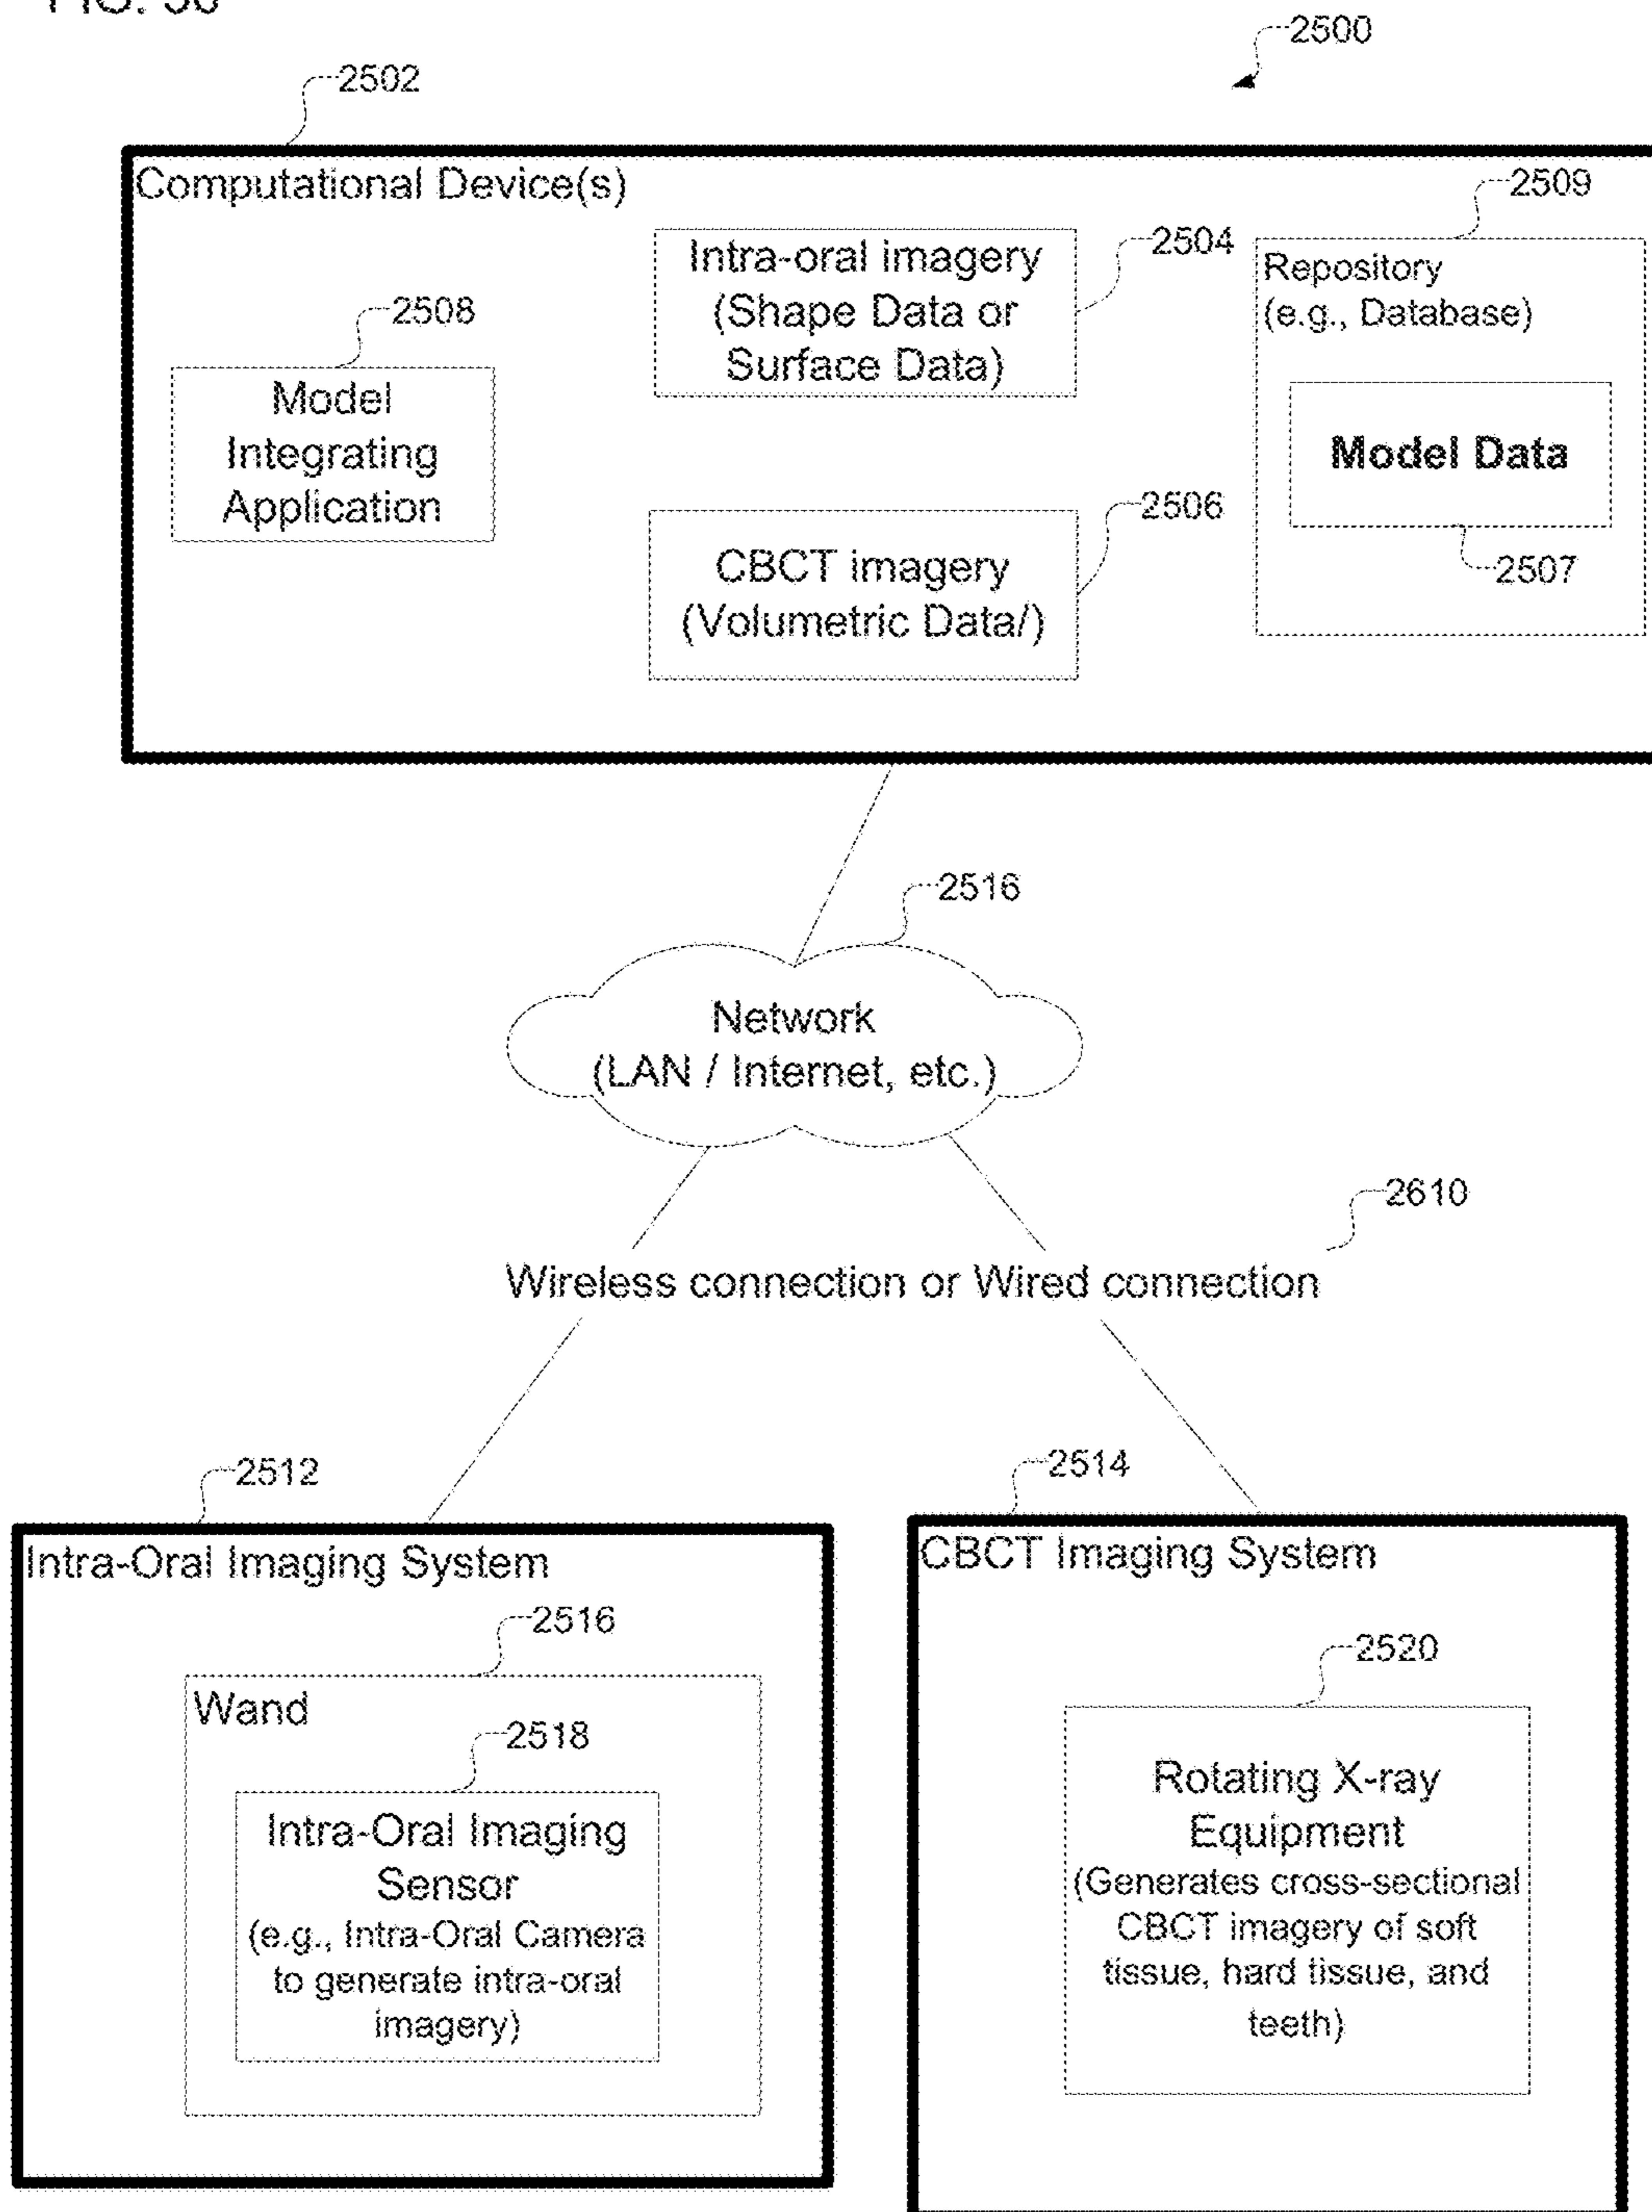 2500
2502
Computational Device(s)
2509
Intra-oral imagery
(Shape Data or
Surface Data)
2504
Repository
(e.g., Database)
2508
Model
Integrating
Application
Model Data
2507
2506
CBCT imagery
(Volumetric Data/)
2516
Network
(LAN / Internet, etc.)
2610
Wireless connection or Wired connection
2512
2514
Intra-Oral Imaging System
2516
Wand
2518
Intra-Oral Imaging
Sensor
(e.g., Intra-Oral Camera
to generate intra-oral
imagery)
CBCT Imaging System
2520
Rotating X-ray
Equipment
(Generates cross-sectional
CBCT imagery of soft
tissue, hard tissue, and
teeth)